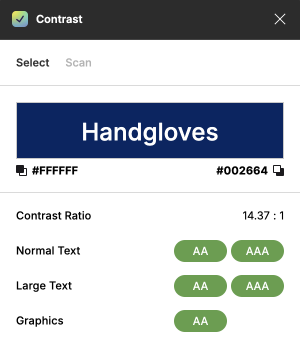 Contrast
Select Scan
Handgloves
#FFFFFF #002664
Contrast Ratio 14.37 : 1
Normal Text AA AAA
Large Text AA AAA
Graphics AA